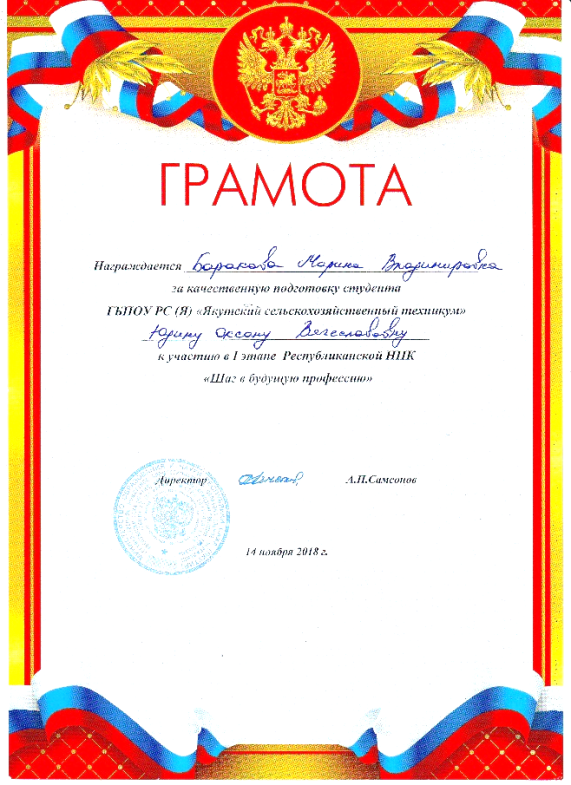 ГРАМОТА
Награждается Баракова Марина Владимировна
за качественную подготовку студента
ГБПОУ РС (Я) «Якутский сельскохозяйственный техникум»
Юрину Оксану Вячеславовну
к участию в I этапе Республиканской НПК
«Шаг в будущую профессию»
Директор А.П.Самсонов
14 ноября 2018 г.